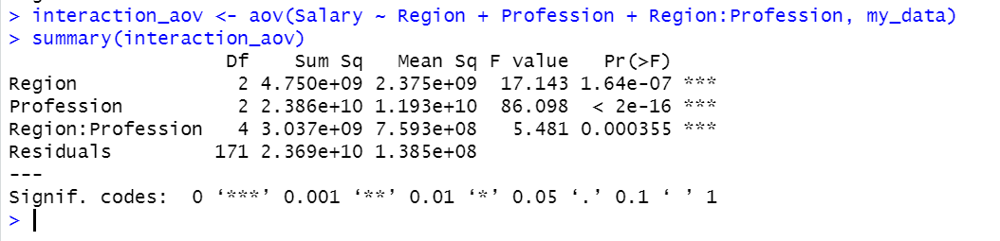 > interaction_aov <- aov(Salary ~ Region + Profession + Region:Profession, my_data)
> summary(interaction_aov)
                   Df    Sum Sq   Mean Sq F value   Pr(>F)
Region              2 4.750e+09 2.375e+09  17.143 1.64e-07 ***
Profession          2 2.386e+10 1.193e+10  86.098  < 2e-16 ***
Region:Profession   4 3.037e+09 7.593e+08   5.481 0.000355 ***
Residuals         171 2.369e+10 1.385e+08
---
Signif. codes:  0 ‘***’ 0.001 ‘**’ 0.01 ‘*’ 0.05 ‘.’ 0.1 ‘ ’ 1
>